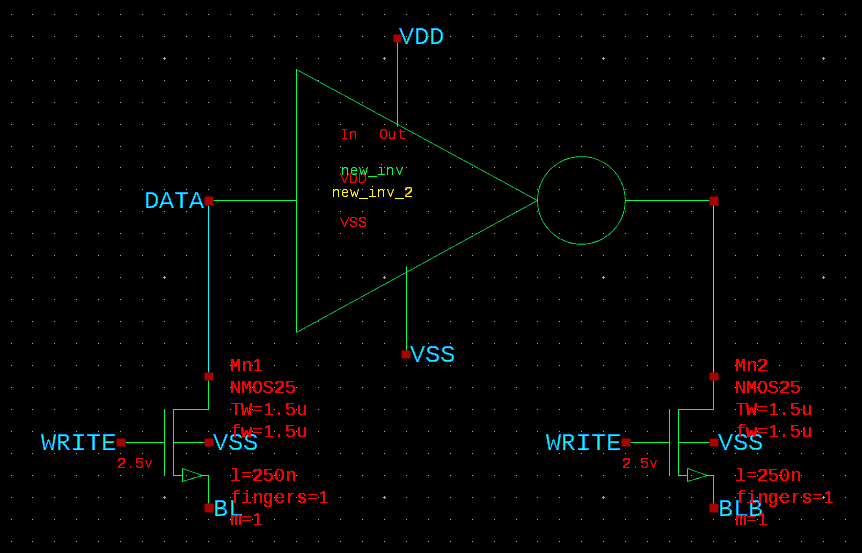 VDD
In Out
new_inv
VDD
new_inv_2
DATA
VSS
VSS
Mn1
NMOS25
TW=1.5u
fw=1.5u
WRITE
VSS
2.5v
l=250n
fingers=1
BL
m=1
Mn2
NMOS25
TW=1.5u
fw=1.5u
WRITE
VSS
2.5v
l=250n
fingers=1
BLB
m=1